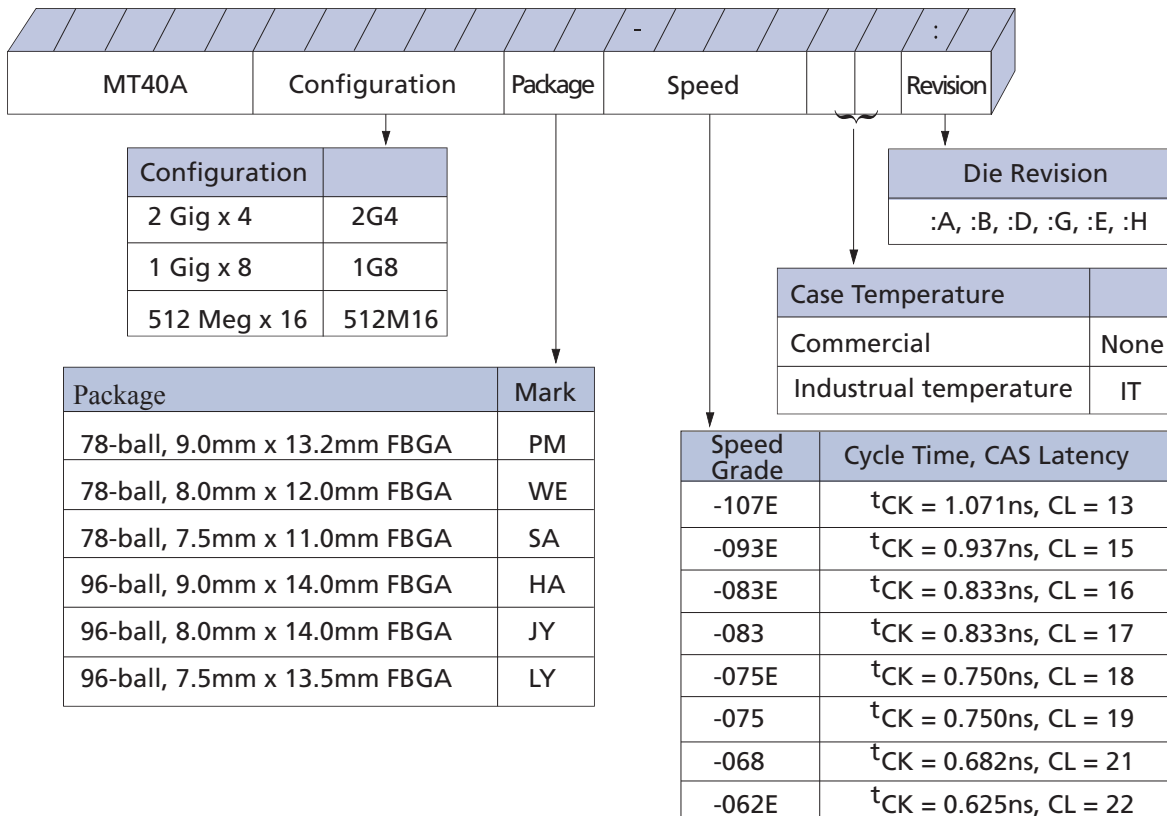 - :
MT40A Configuration Package Speed Revision
Configuration
2 Gig x 4 2G4
1 Gig x 8 1G8
512 Meg x 16 512M16
Die Revision
:A, :B, :D, :G, :E, :H
Case Temperature
Commercial None
Industrual temperature IT
Package Mark
78-ball, 9.0mm x 13.2mm FBGA PM
78-ball, 8.0mm x 12.0mm FBGA WE
78-ball, 7.5mm x 11.0mm FBGA SA
96-ball, 9.0mm x 14.0mm FBGA HA
96-ball, 8.0mm x 14.0mm FBGA JY
96-ball, 7.5mm x 13.5mm FBGA LY
Speed
Grade Cycle Time, CAS Latency
-107E tCK = 1.071ns, CL = 13
-093E tCK = 0.937ns, CL = 15
-083E tCK = 0.833ns, CL = 16
-083 tCK = 0.833ns, CL = 17
-075E tCK = 0.750ns, CL = 18
-075 tCK = 0.750ns, CL = 19
-068 tCK = 0.682ns, CL = 21
-062E tCK = 0.625ns, CL = 22